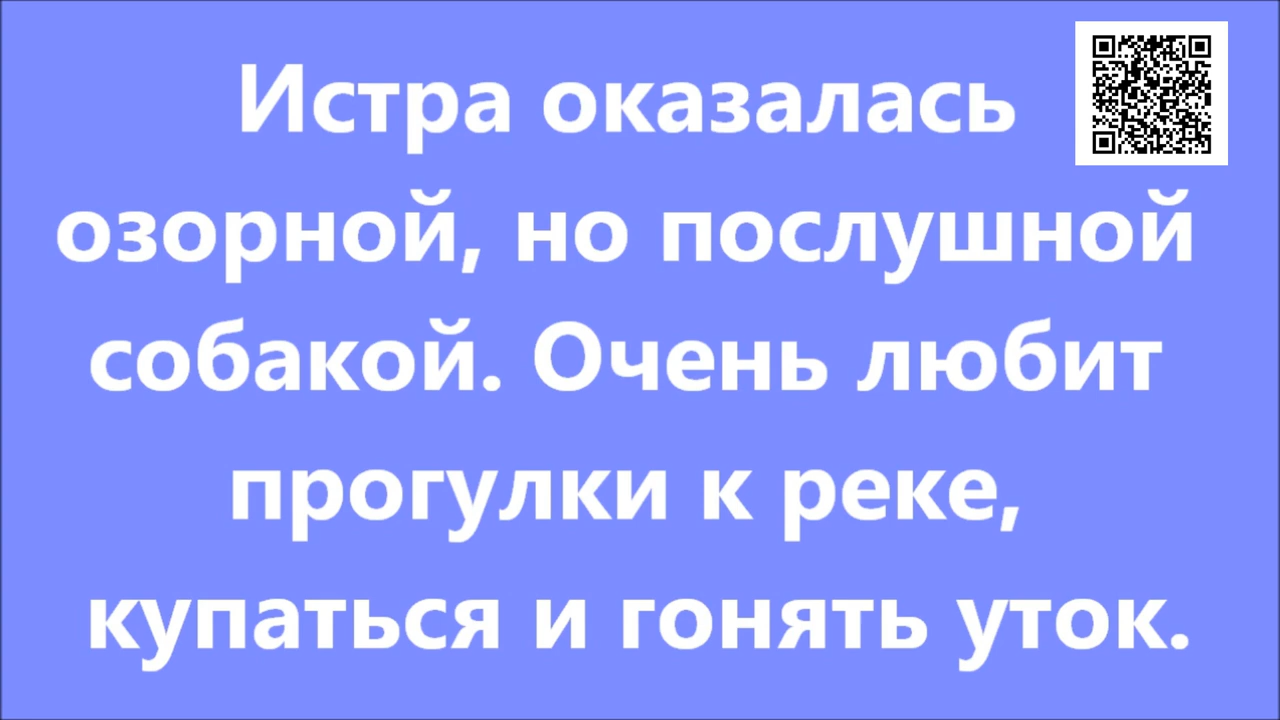 Истра оказалась
озорной, но послушной
собакой. Очень любит
прогулки к реке,
купаться и гонять уток.